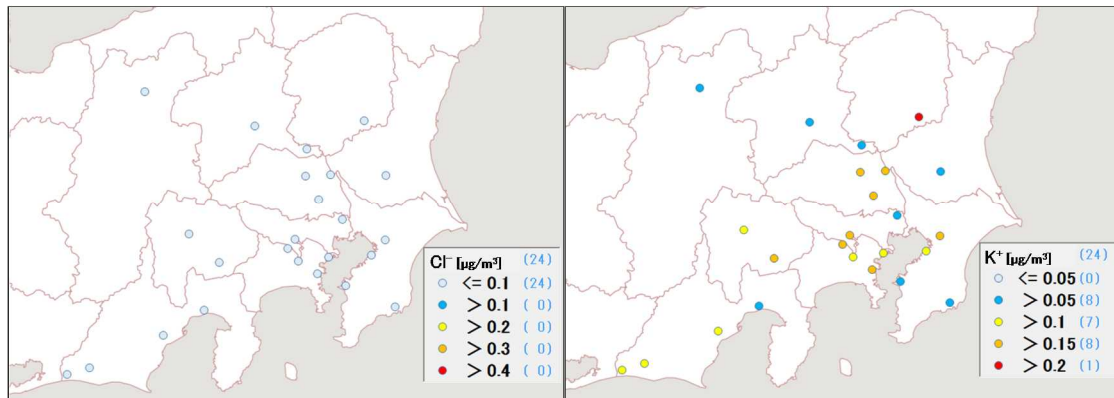 Cl⁻ [μg/m³] (24)
<= 0.1 (24)
> 0.1 ( 0)
> 0.2 ( 0)
> 0.3 ( 0)
> 0.4 ( 0)
K⁺ [μg/m³] (24)
<= 0.05 (0)
> 0.05 (8)
> 0.1 (7)
> 0.15 (8)
> 0.2 (1)